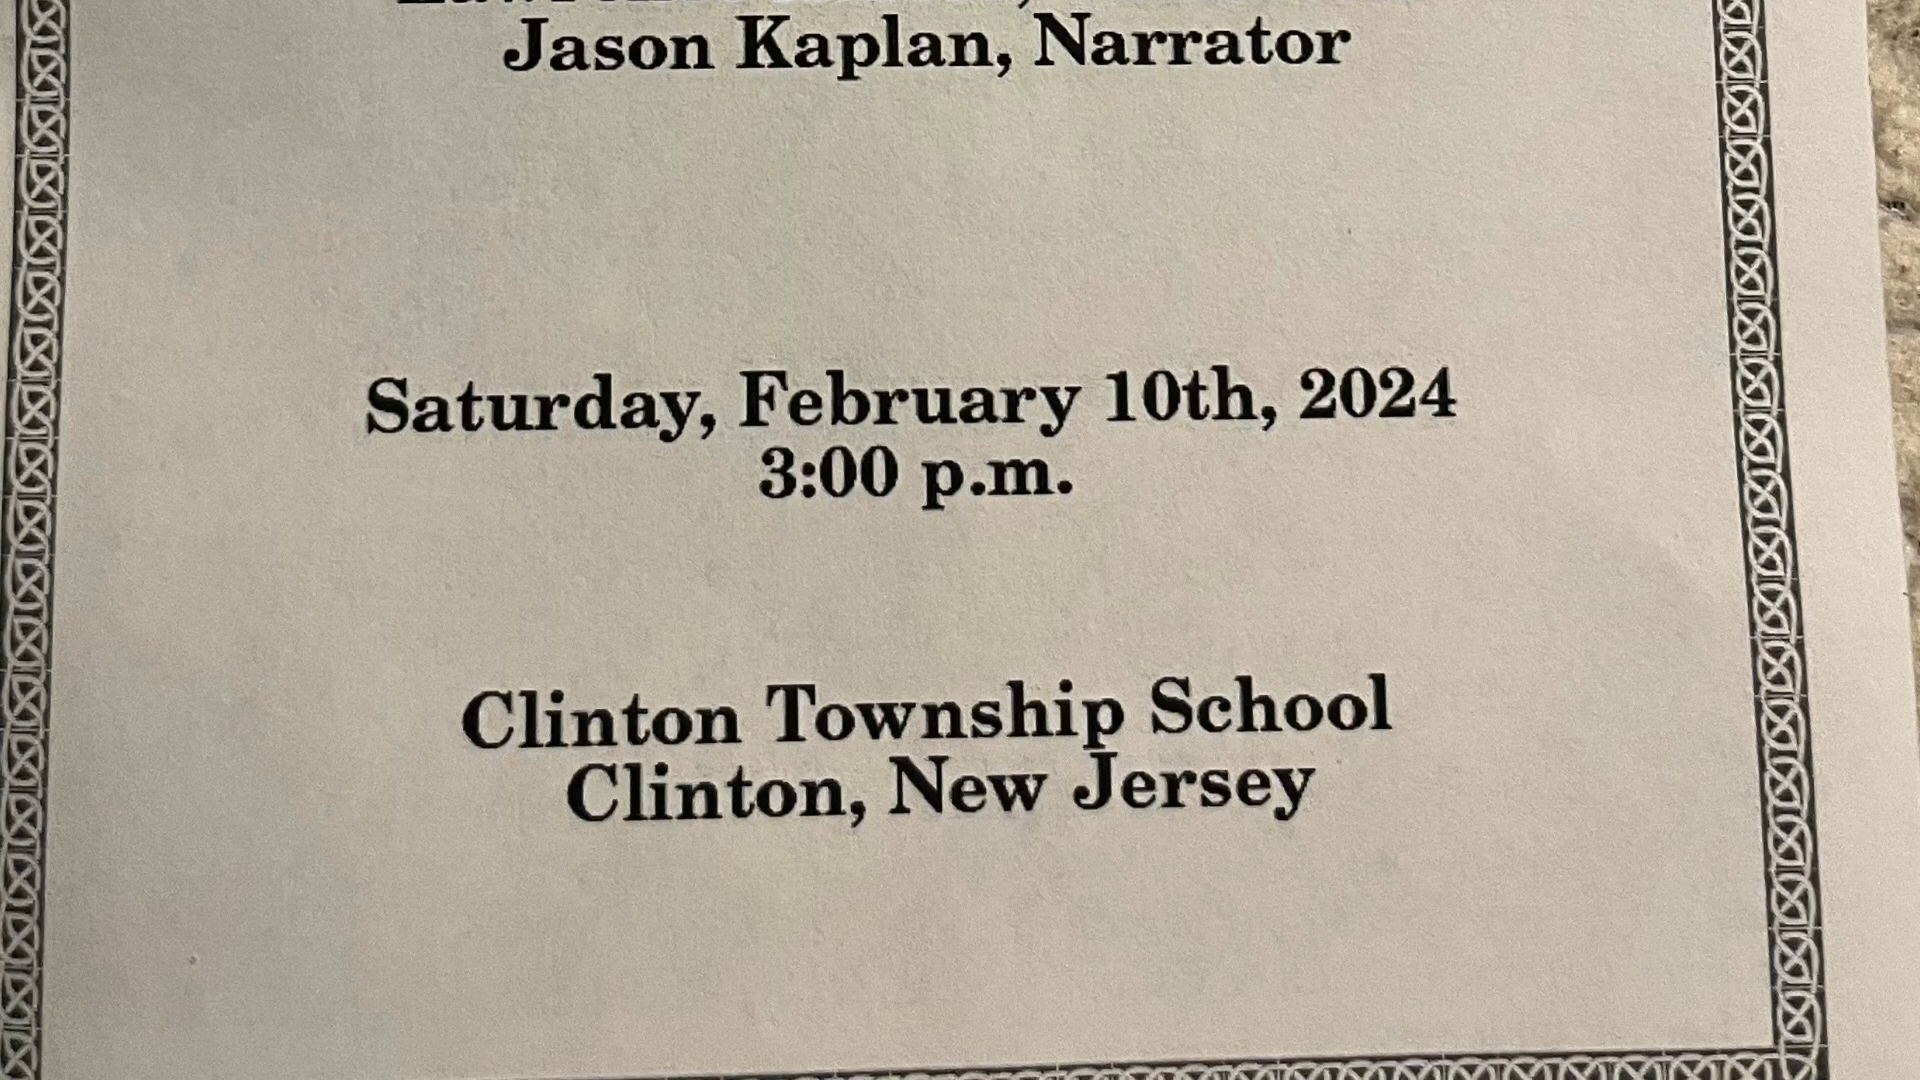 Jason Kaplan, Narrator
Saturday, February 10th, 2024
3:00 p.m.
Clinton Township School
Clinton, New Jersey